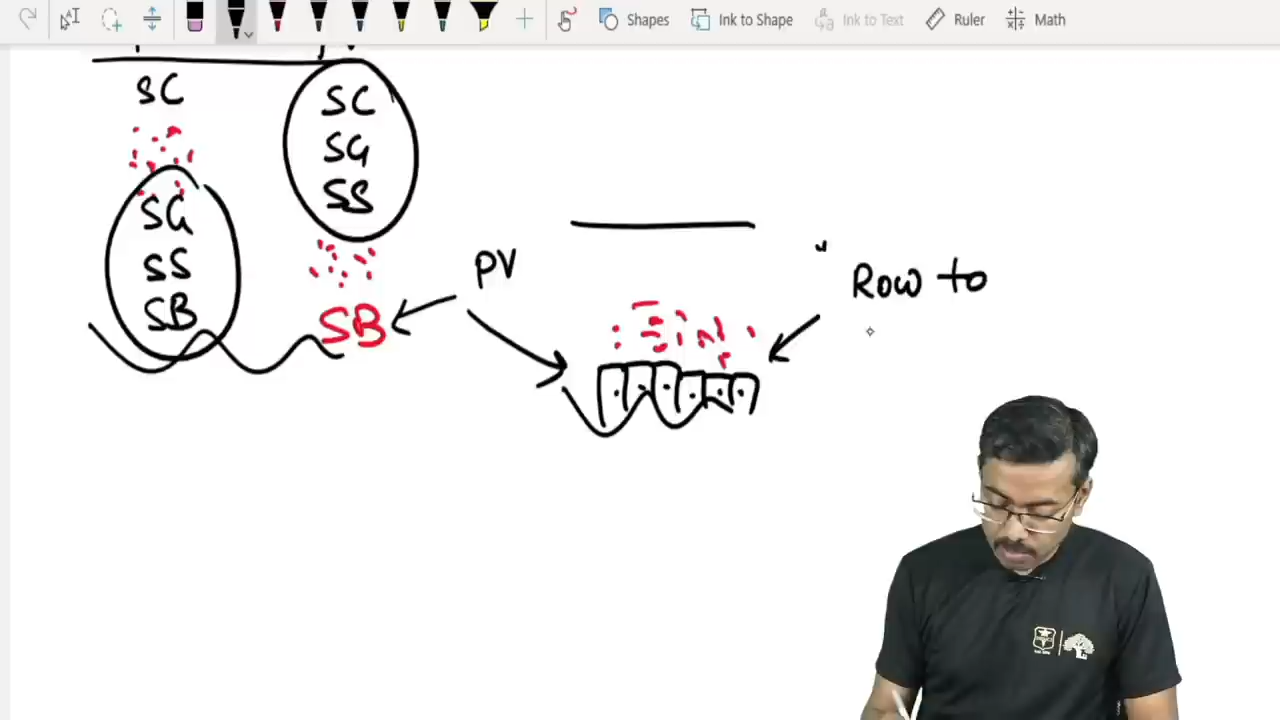 Shapes
Ink to Shape
Ink to Text
Ruler
Math
SC
SG
SS
SB
SC
SG
SS
SB
PV
"Row to